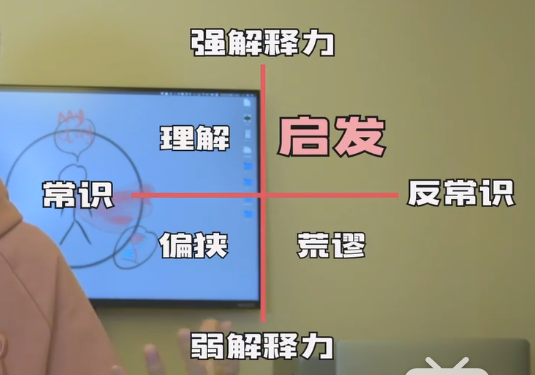 强解释力
理解 启发
常识 反常识
偏狭 荒谬
弱解释力